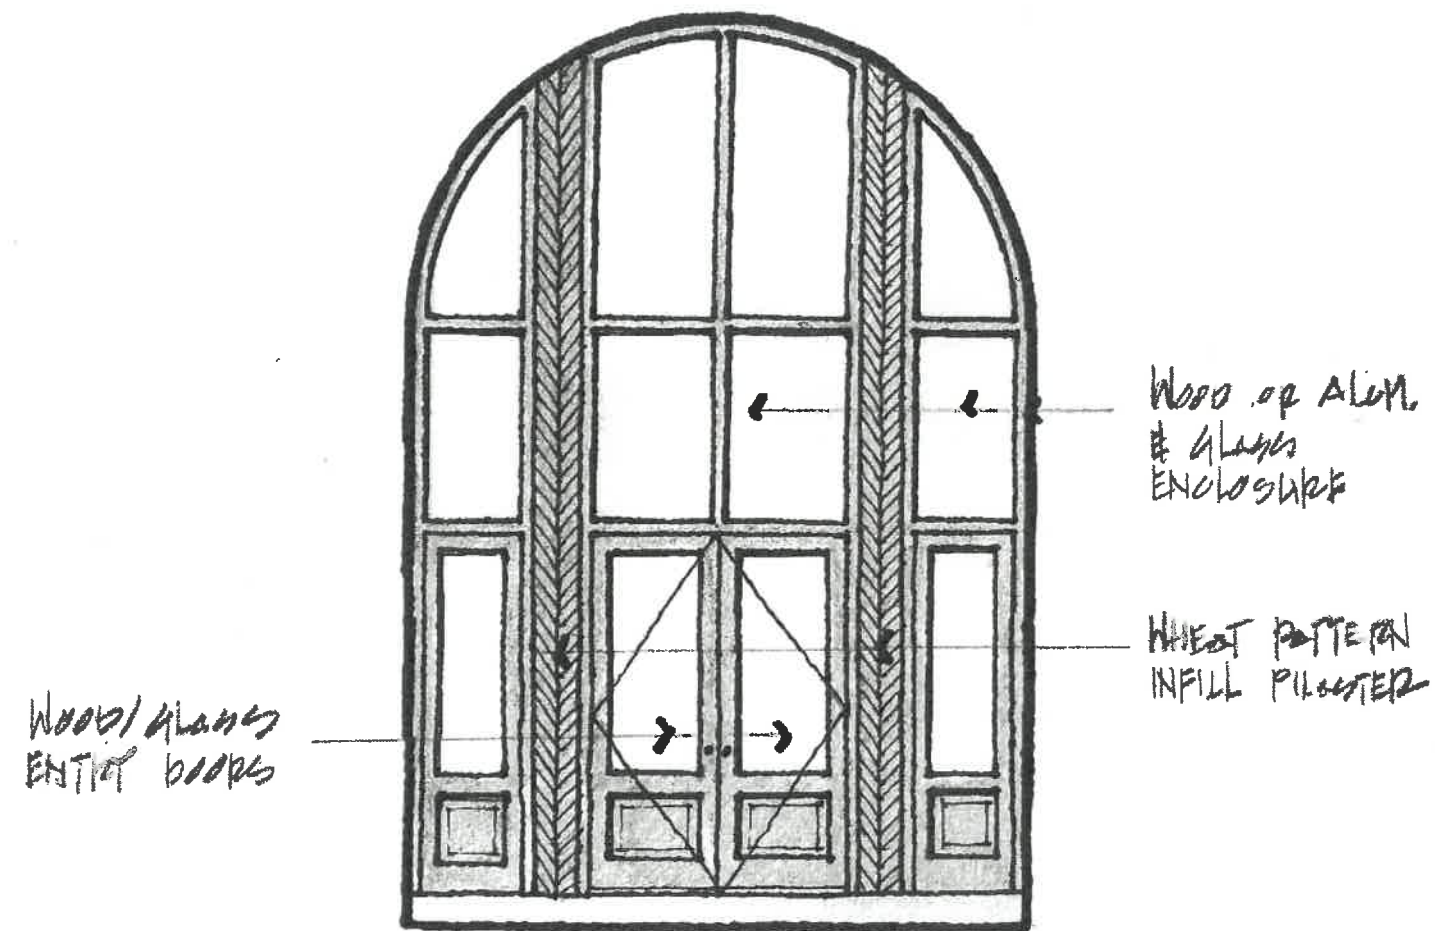 WOOD OR ALUM.
& GLASS
ENCLOSURE
WHEAT PATTERN
INFILL PILASTER
WOOD/GLASS
ENTRY DOORS